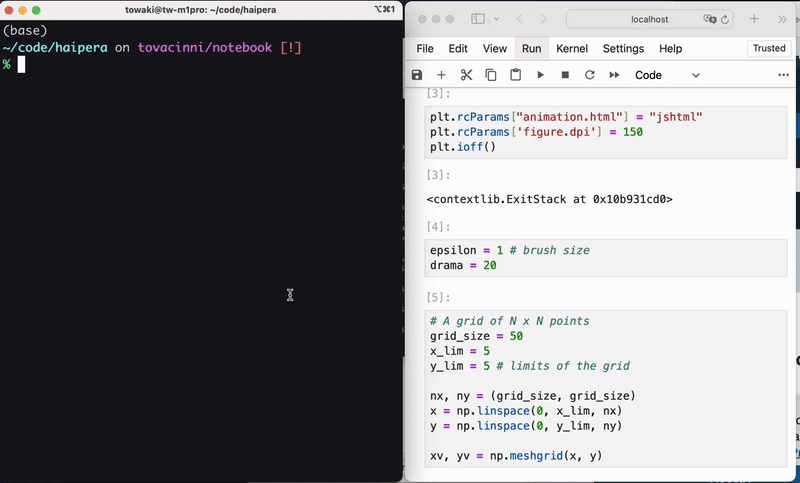 towaki@tw-m1pro: ~/code/haipera
⌥⌘1
(base)
~/code/haipera on tovacinni/notebook [!]
%
localhost
File Edit View Run Kernel Settings Help
Trusted
Code
[3]:
plt.rcParams["animation.html"] = "jshtml"
plt.rcParams['figure.dpi'] = 150
plt.ioff()
[3]:
<contextlib.ExitStack at 0x10b931cd0>
[4]:
epsilon = 1 # brush size
drama = 20
[5]:
# A grid of N x N points
grid_size = 50
x_lim = 5
y_lim = 5 # limits of the grid
nx, ny = (grid_size, grid_size)
x = np.linspace(0, x_lim, nx)
y = np.linspace(0, y_lim, ny)
xv, yv = np.meshgrid(x, y)